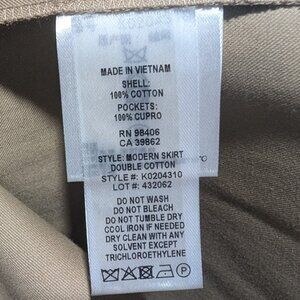 MADE IN VIETNAM
SHELL:
100% COTTON
POCKETS:
100% CUPRO
RN 98406
CA 39862
STYLE: MODERN SKIRT
DOUBLE COTTON
STYLE #: K0204310
LOT #: 432062
DO NOT WASH
DO NOT BLEACH
DO NOT TUMBLE DRY
COOL IRON IF NEEDED
DRY CLEAN WITH ANY
SOLVENT EXCEPT
TRICHLOROETHYLENE
P